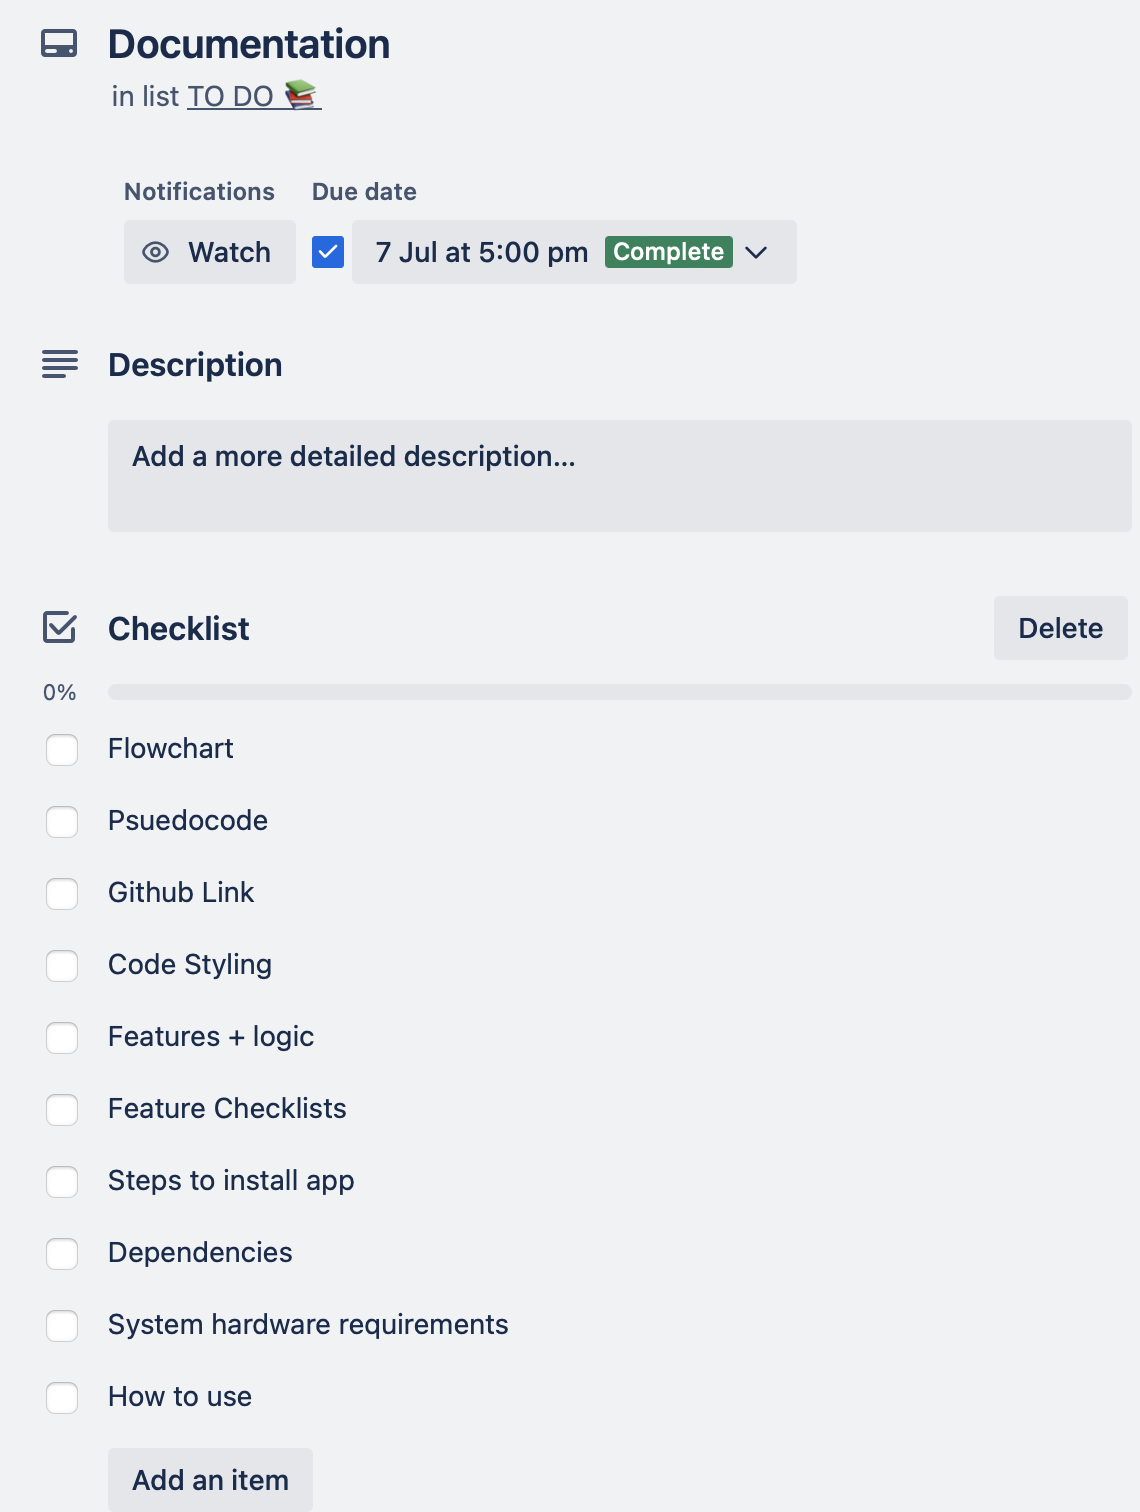 Documentation
in list TO DO 📚
Notifications Due date
Watch 7 Jul at 5:00 pm Complete
Description
Add a more detailed description...
Checklist Delete
0%
Flowchart
Psuedocode
Github Link
Code Styling
Features + logic
Feature Checklists
Steps to install app
Dependencies
System hardware requirements
How to use
Add an item